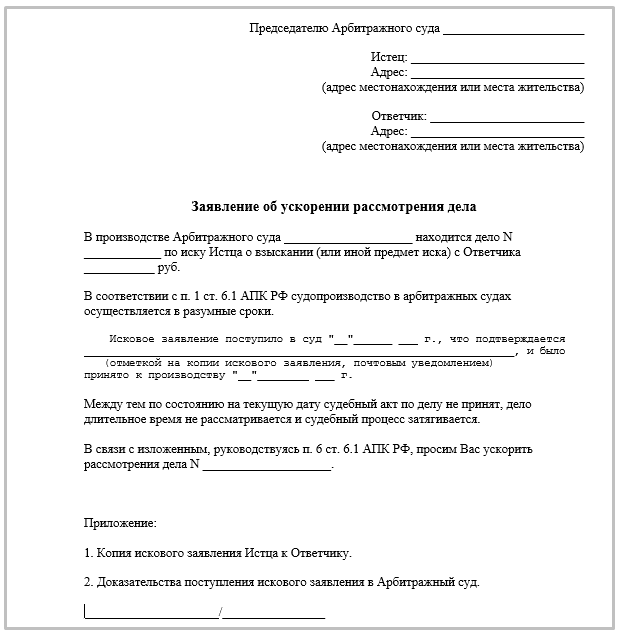 Председателю Арбитражного суда ______________________
Истец: ___________________________
Адрес: ___________________________
(адрес местонахождения или места жительства)
Ответчик: ________________________
Адрес: ___________________________
(адрес местонахождения или места жительства)
Заявление об ускорении рассмотрения дела
В производстве Арбитражного суда ____________________ находится дело N
____________ по иску Истца о взыскании (или иной предмет иска) с Ответчика
___________ руб.
В соответствии с п. 1 ст. 6.1 АПК РФ судопроизводство в арбитражных судах
осуществляется в разумные сроки.
Исковое заявление поступило в суд "__"______ ___ г., что подтверждается
____________________________________________________________________, и было
(отметкой на копии искового заявления, почтовым уведомлением)
принято к производству "__"________ ___ г.
Между тем по состоянию на текущую дату судебный акт по делу не принят, дело
длительное время не рассматривается и судебный процесс затягивается.
В связи с изложенным, руководствуясь п. 6 ст. 6.1 АПК РФ, просим Вас ускорить
рассмотрения дела N ____________________.
Приложение:
1. Копия искового заявления Истца к Ответчику.
2. Доказательства поступления искового заявления в Арбитражный суд.
_____________________/________________